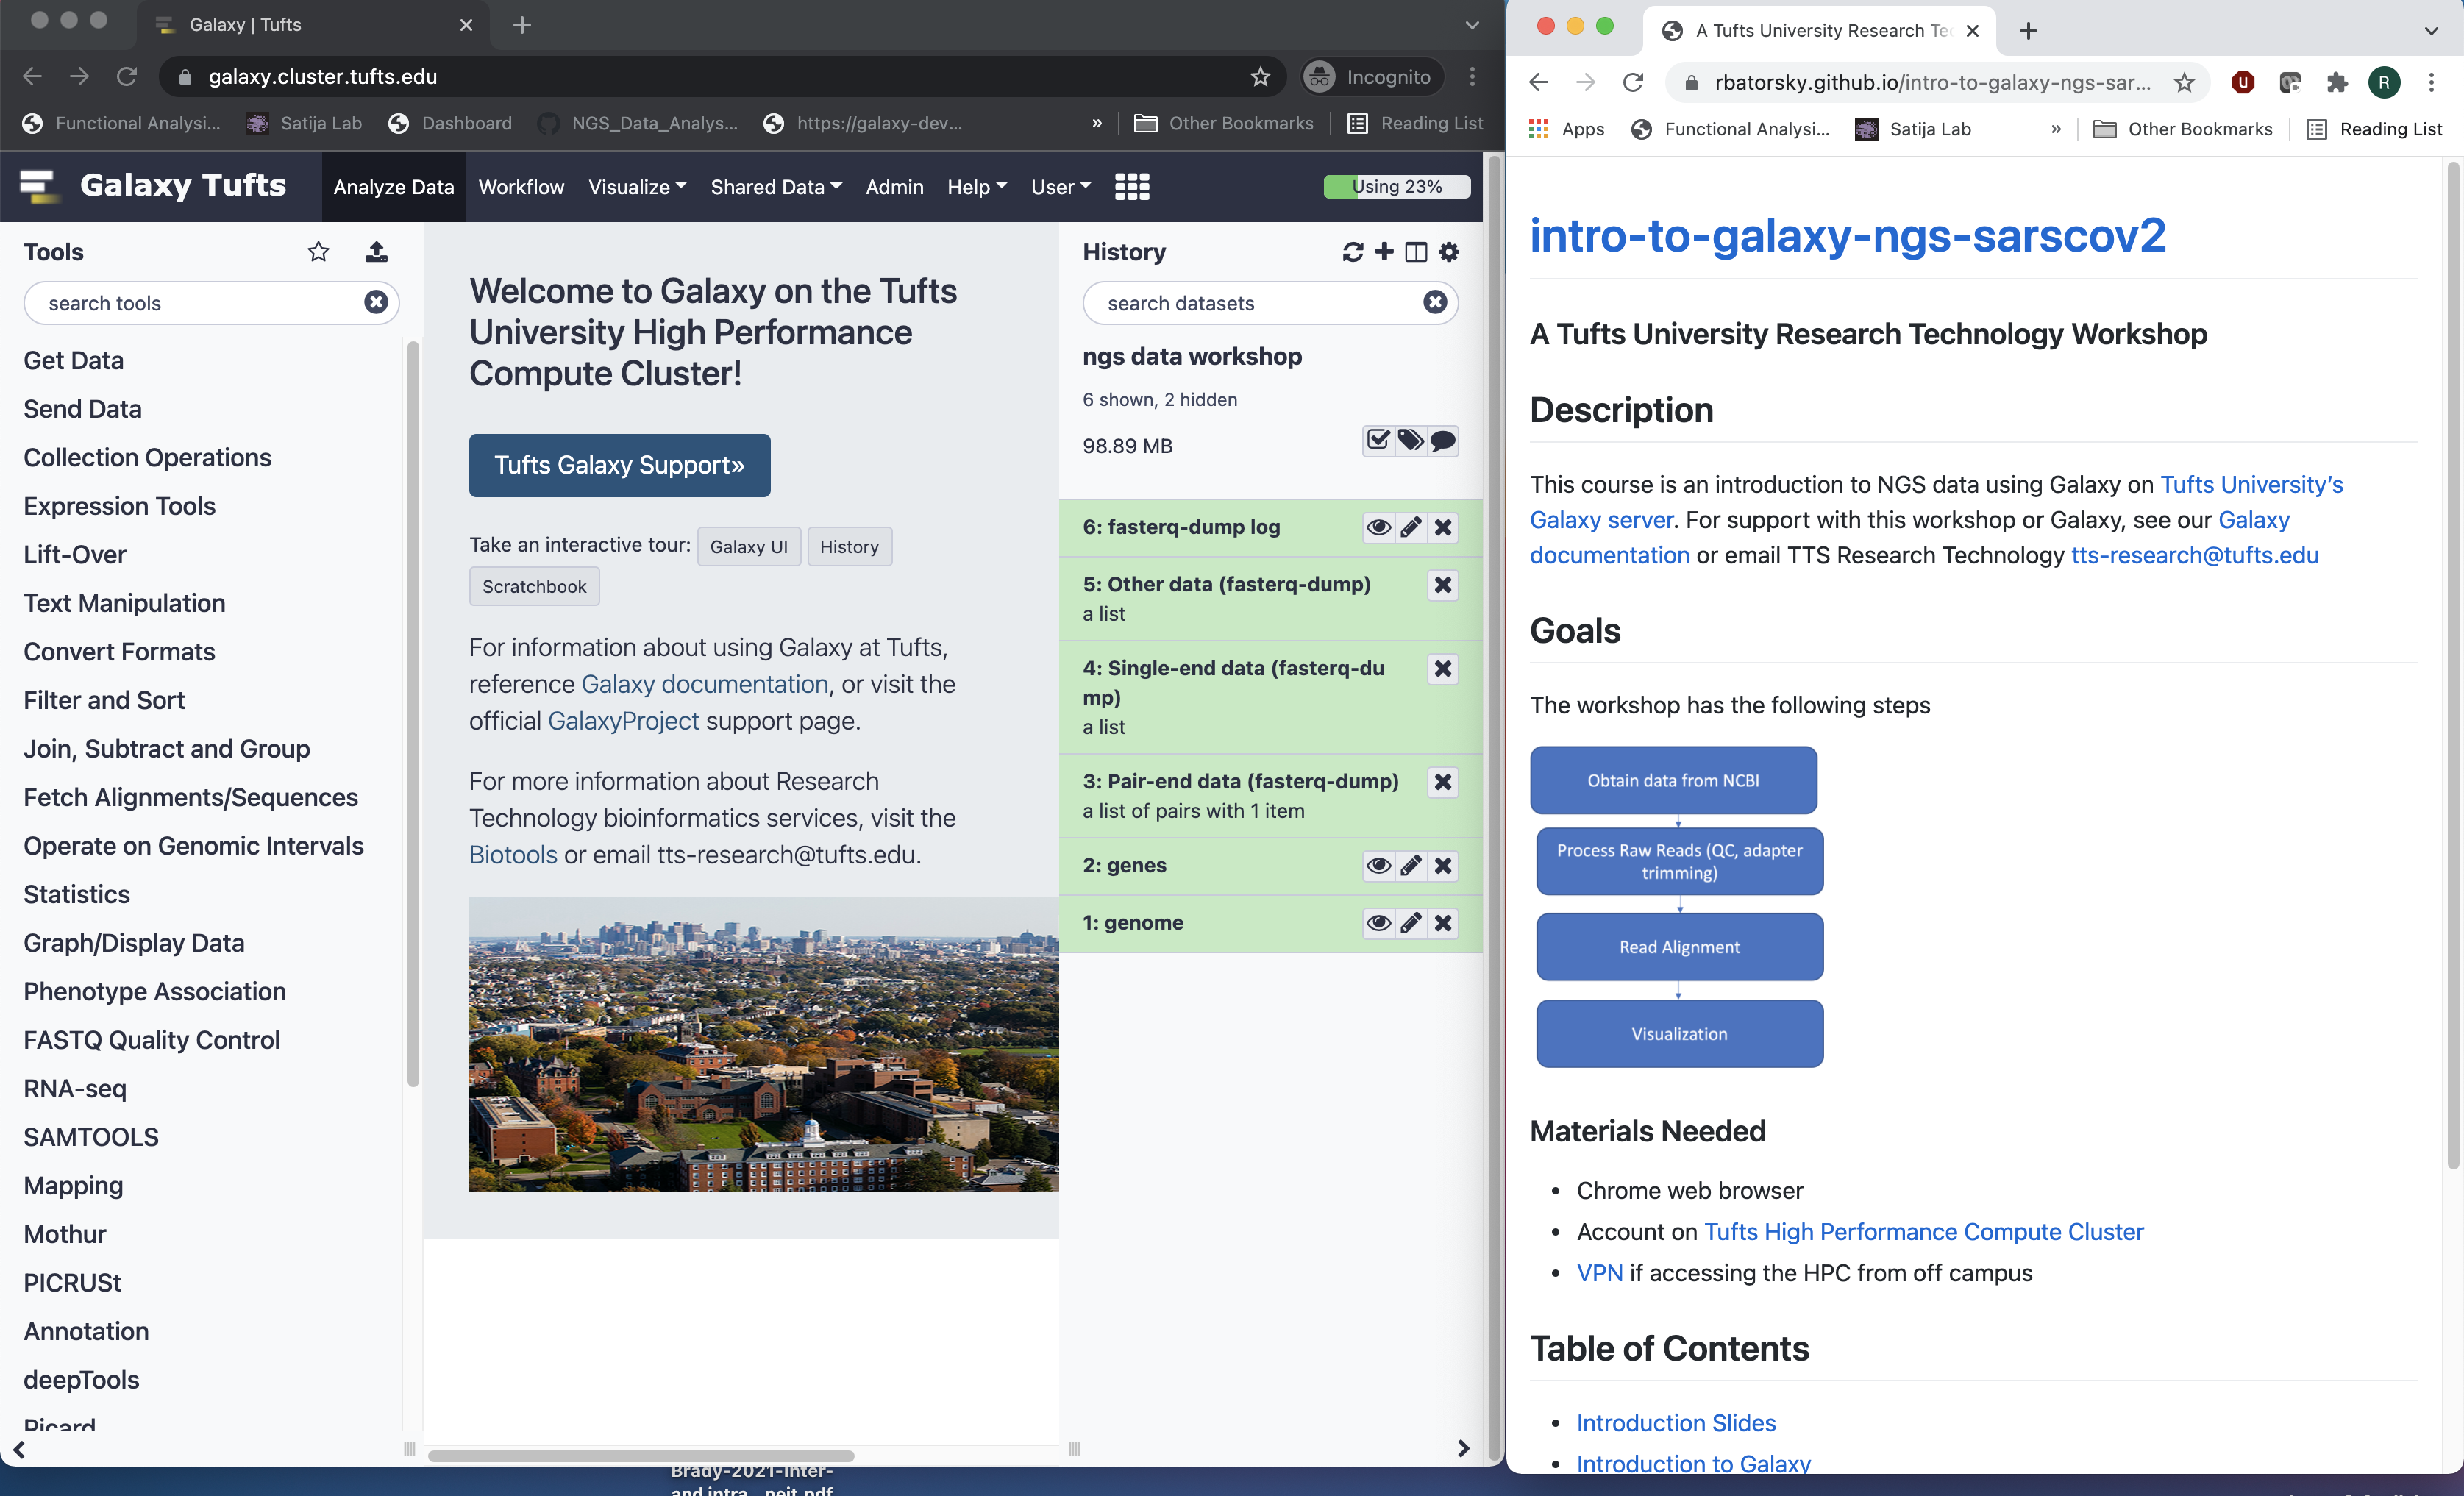 Galaxy | Tufts
galaxy.cluster.tufts.edu
Incognito
Functional Analysi...
Satija Lab
Dashboard
NGS_Data_Analys...
https://galaxy-dev...
»
Other Bookmarks
Reading List
Galaxy Tufts
Analyze Data
Workflow
Visualize
Shared Data
Admin
Help
User
Using 23%
Tools
search tools
Get Data
Send Data
Collection Operations
Expression Tools
Lift-Over
Text Manipulation
Convert Formats
Filter and Sort
Join, Subtract and Group
Fetch Alignments/Sequences
Operate on Genomic Intervals
Statistics
Graph/Display Data
Phenotype Association
FASTQ Quality Control
RNA-seq
SAMTOOLS
Mapping
Mothur
PICRUSt
Annotation
deepTools
Picard
Welcome to Galaxy on the Tufts
University High Performance
Compute Cluster!
Tufts Galaxy Support»
Take an interactive tour: Galaxy UI History
Scratchbook
For information about using Galaxy at Tufts,
reference Galaxy documentation, or visit the
official GalaxyProject support page.
For more information about Research
Technology bioinformatics services, visit the
Biotools or email tts-research@tufts.edu.
History
search datasets
ngs data workshop
6 shown, 2 hidden
98.89 MB
6: fasterq-dump log
5: Other data (fasterq-dump)
a list
4: Single-end data (fasterq-du
mp)
a list
3: Pair-end data (fasterq-dump)
a list of pairs with 1 item
2: genes
1: genome
Brady-2021-Inter-
A Tufts University Research Tec
rbatorsky.github.io/intro-to-galaxy-ngs-sar...
R
Apps
Functional Analysi...
Satija Lab
»
Other Bookmarks
Reading List
intro-to-galaxy-ngs-sarscov2
A Tufts University Research Technology Workshop
Description
This course is an introduction to NGS data using Galaxy on Tufts University’s
Galaxy server. For support with this workshop or Galaxy, see our Galaxy
documentation or email TTS Research Technology tts-research@tufts.edu
Goals
The workshop has the following steps
Obtain data from NCBI
Process Raw Reads (QC, adapter
trimming)
Read Alignment
Visualization
Materials Needed
• Chrome web browser
• Account on Tufts High Performance Compute Cluster
• VPN if accessing the HPC from off campus
Table of Contents
• Introduction Slides
• Introduction to Galaxy